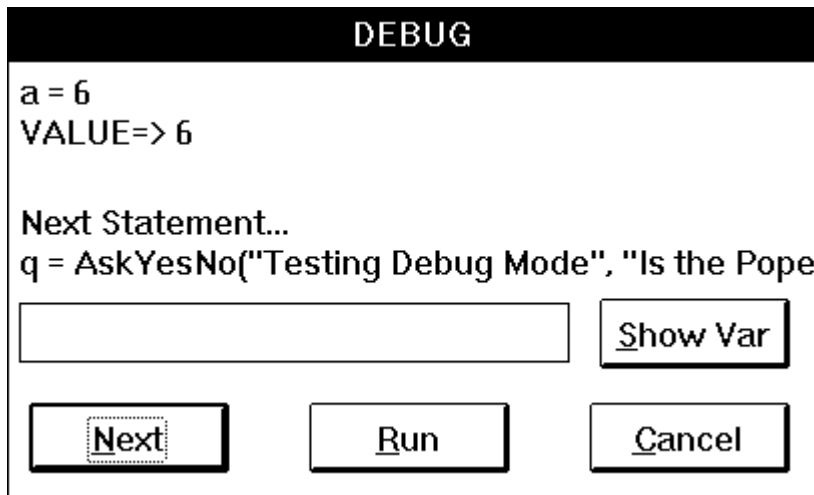 DEBUG
a = 6
VALUE=> 6
Next Statement...
q = AskYesNo("Testing Debug Mode", "Is the Pope
Show Var
Next Run Cancel